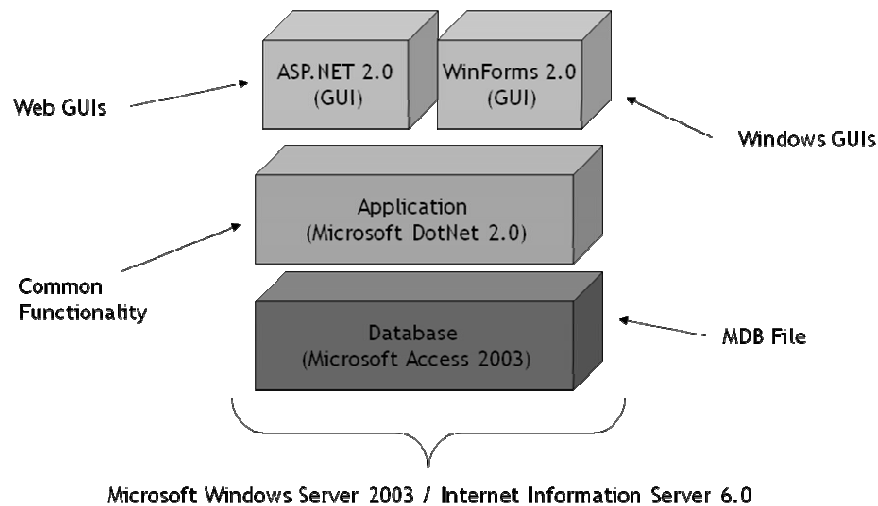 ASP.NET 2.0
(GUI)
WinForms 2.0
(GUI)
Web GUIs
Windows GUIs
Application
(Microsoft DotNet 2.0)
Common
Functionality
Database
(Microsoft Access 2003)
MDB File
Microsoft Windows Server 2003 / Internet Information Server 6.0